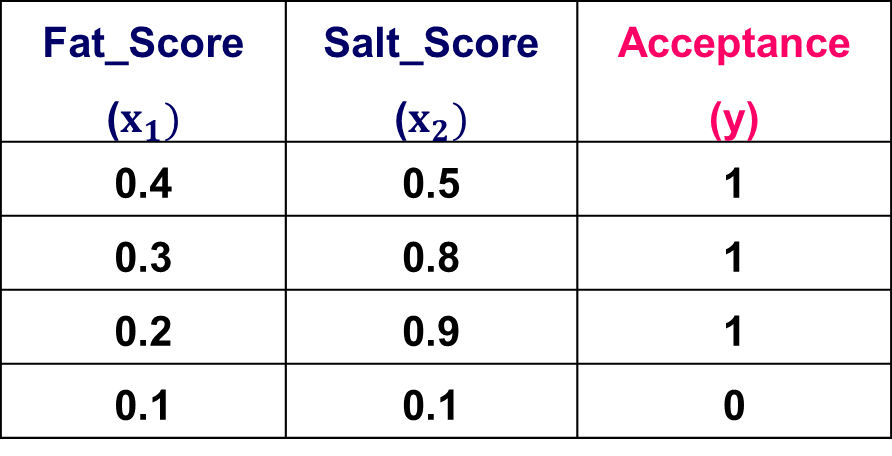 Fat_Score Salt_Score Acceptance
(x₁) (x₂) (y)
0.4 0.5 1
0.3 0.8 1
0.2 0.9 1
0.1 0.1 0